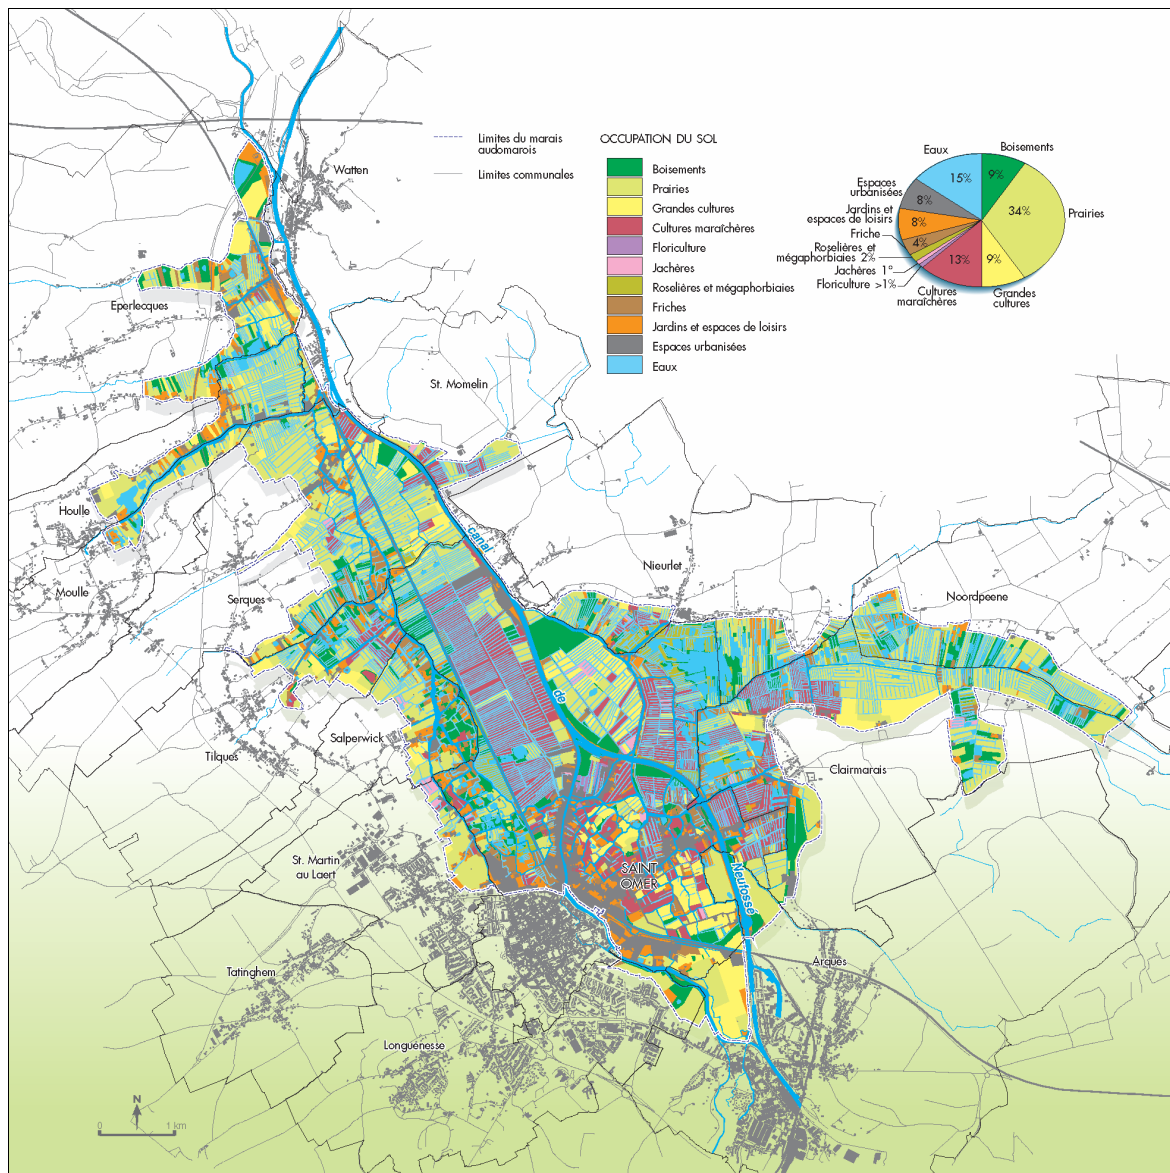 Limites du marais
audomarois
Limites communales
OCCUPATION DU SOL
Boisements
Prairies
Grandes cultures
Cultures maraîchères
Floriculture
Jachères
Roselières et mégaphorbiaies
Friches
Jardins et espaces de loisirs
Espaces urbanisées
Eaux
Eaux
Boisements
15%
9%
Espaces
urbanisées
8%
34%
Prairies
Jardins et
espaces de loisirs
8%
Friche
4%
Roselières et
mégaphorbiaies 2%
Jachères 1°
Floriculture >1%
13%
9%
Cultures
maraîchères
Grandes
cultures
Watten
Eperlecques
St. Momelin
Houlle
canal
Moulle
Serques
Nieurlet
Noordpeene
de
Salperwick
Tilques
Clairmarais
St. Martin
au Laert
SAINT
OMER
Neufossé
Tatinghem
Arques
Longuenesse
N
0
1 km